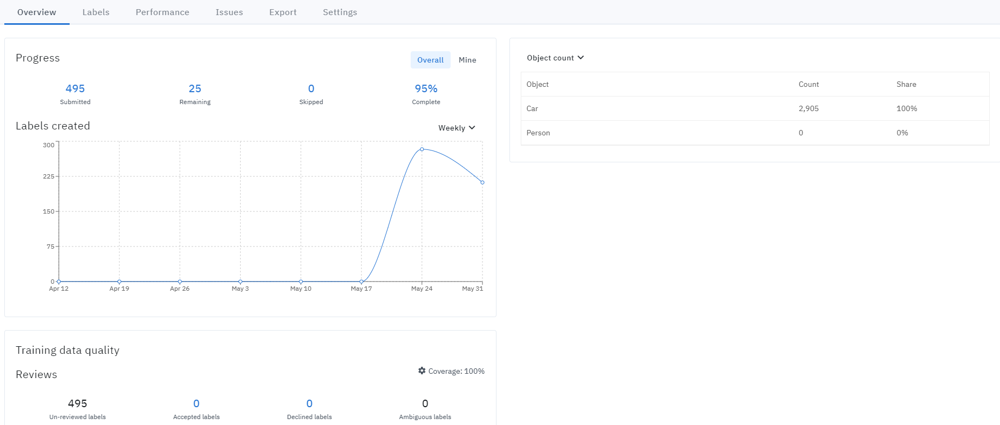 Overview Labels Performance Issues Export Settings
Progress
Overall Mine
495 25 0 95%
Submitted Remaining Skipped Complete
Labels created
Weekly
300
225
150
75
0
Apr 12 Apr 19 Apr 26 May 3 May 10 May 17 May 24 May 31
Training data quality
Reviews
Coverage: 100%
495 0 0 0
Un-reviewed labels Accepted labels Declined labels Ambiguous labels
Object count
Object Count Share
Car 2,905 100%
Person 0 0%